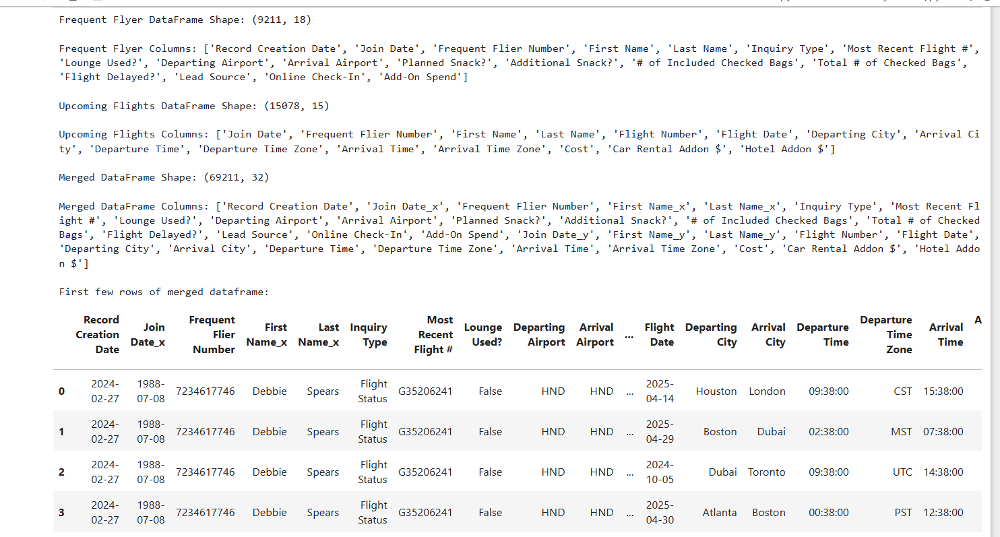 Frequent Flyer DataFrame Shape: (9211, 18)
Frequent Flyer Columns: ['Record Creation Date', 'Join Date', 'Frequent Flier Number', 'First Name', 'Last Name', 'Inquiry Type', 'Most Recent Flight #',
'Lounge Used?', 'Departing Airport', 'Arrival Airport', 'Planned Snack?', 'Additional Snack?', '# of Included Checked Bags', 'Total # of Checked Bags',
'Flight Delayed?', 'Lead Source', 'Online Check-In', 'Add-On Spend']
Upcoming Flights DataFrame Shape: (15078, 15)
Upcoming Flights Columns: ['Join Date', 'Frequent Flier Number', 'First Name', 'Last Name', 'Flight Number', 'Flight Date', 'Departing City', 'Arrival Ci
ty', 'Departure Time', 'Departure Time Zone', 'Arrival Time', 'Arrival Time Zone', 'Cost', 'Car Rental Addon $', 'Hotel Addon $']
Merged DataFrame Shape: (69211, 32)
Merged DataFrame Columns: ['Record Creation Date', 'Join Date_x', 'Frequent Flier Number', 'First Name_x', 'Last Name_x', 'Inquiry Type', 'Most Recent Fl
ight #', 'Lounge Used?', 'Departing Airport', 'Arrival Airport', 'Planned Snack?', 'Additional Snack?', '# of Included Checked Bags', 'Total # of Checked
Bags', 'Flight Delayed?', 'Lead Source', 'Online Check-In', 'Add-On Spend', 'Join Date_y', 'First Name_y', 'Last Name_y', 'Flight Number', 'Flight Date',
'Departing City', 'Arrival City', 'Departure Time', 'Departure Time Zone', 'Arrival Time', 'Arrival Time Zone', 'Cost', 'Car Rental Addon $', 'Hotel Addo
n $']
First few rows of merged dataframe:
Record Creation Date Join Date_x Frequent Flier Number First Name_x Last Name_x Inquiry Type Most Recent Flight # Lounge Used? Departing Airport Arrival Airport ... Flight Date Departing City Arrival City Departure Time Departure Time Zone Arrival Time A
0 2024-02-27 1988-07-08 7234617746 Debbie Spears Flight Status G35206241 False HND HND ... 2025-04-14 Houston London 09:38:00 CST 15:38:00
1 2024-02-27 1988-07-08 7234617746 Debbie Spears Flight Status G35206241 False HND HND ... 2025-04-29 Boston Dubai 02:38:00 MST 07:38:00
2 2024-02-27 1988-07-08 7234617746 Debbie Spears Flight Status G35206241 False HND HND ... 2024-10-05 Dubai Toronto 09:38:00 UTC 14:38:00
3 2024-02-27 1988-07-08 7234617746 Debbie Spears Flight Status G35206241 False HND HND ... 2025-04-30 Atlanta Boston 00:38:00 PST 12:38:00